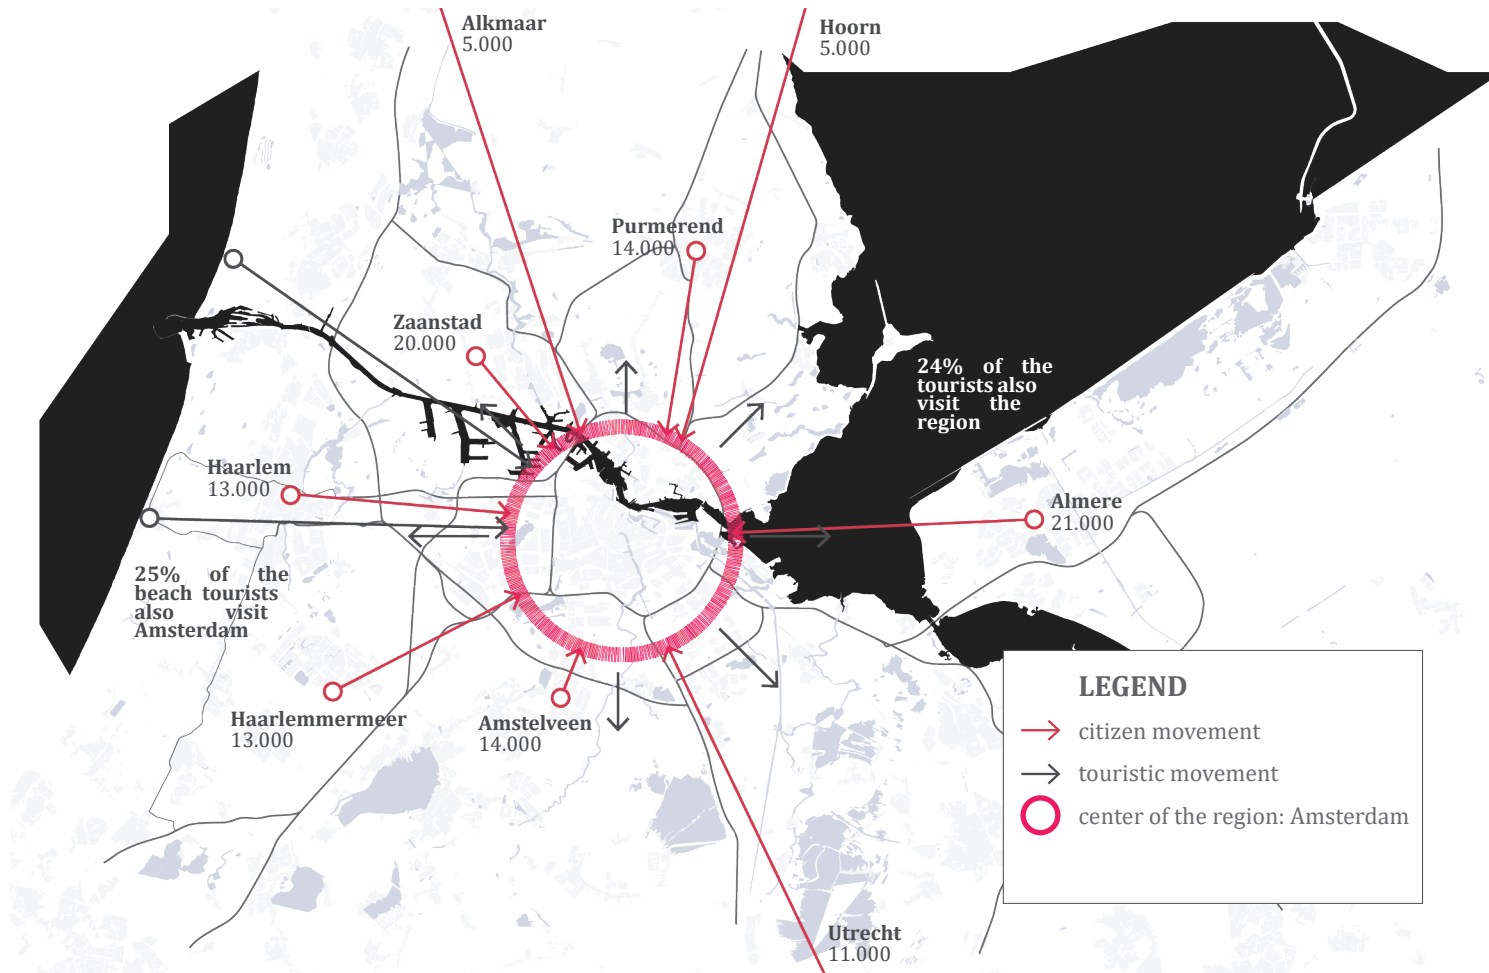 Alkmaar
5.000
Hoorn
5.000
Purmerend
14.000
Zaanstad
20.000
24% of the
tourists also
visit the
region
Haarlem
13.000
Almere
21.000
25% of the
beach tourists
also visit
Amsterdam
Haarlemmermeer
13.000
Amstelveen
14.000
Utrecht
11.000
LEGEND
citizen movement
touristic movement
center of the region: Amsterdam